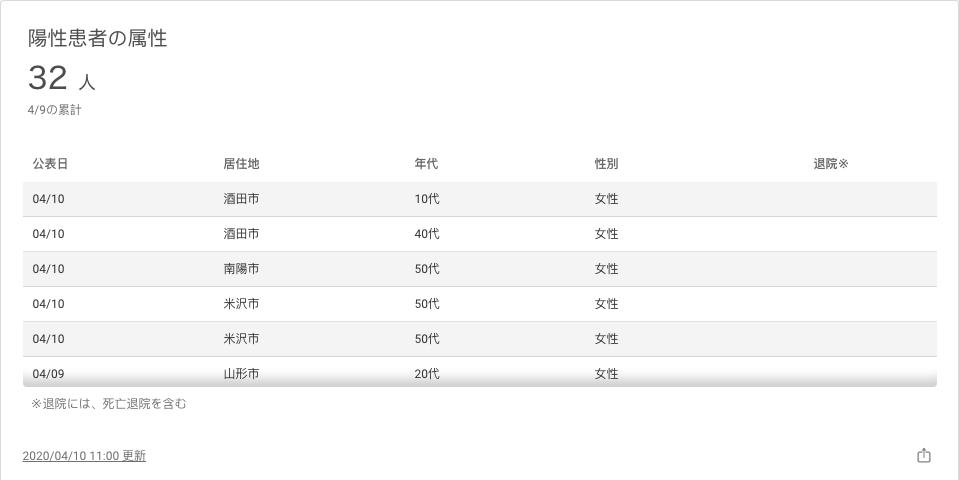 陽性患者の属性
32 人
4/9の累計
公表日 居住地 年代 性別 退院※
04/10 酒田市 10代 女性
04/10 酒田市 40代 女性
04/10 南陽市 50代 女性
04/10 米沢市 50代 女性
04/10 米沢市 50代 女性
04/09 山形市 20代 女性
※退院には、死亡退院を含む
2020/04/10 11:00 更新